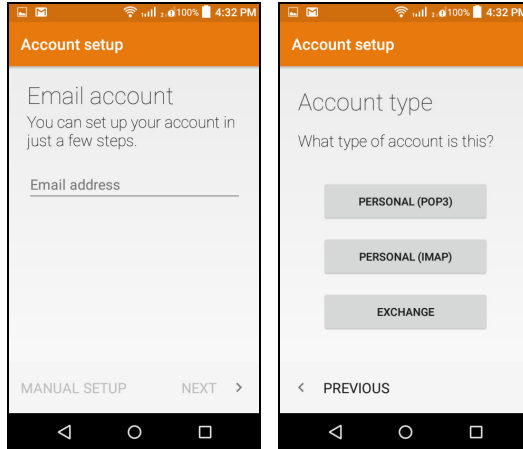 100% 4:32 PM
Account setup
Email account
You can set up your account in
just a few steps.
Email address
MANUAL SETUP NEXT
100% 4:32 PM
Account setup
Account type
What type of account is this?
PERSONAL (POP3)
PERSONAL (IMAP)
EXCHANGE
PREVIOUS